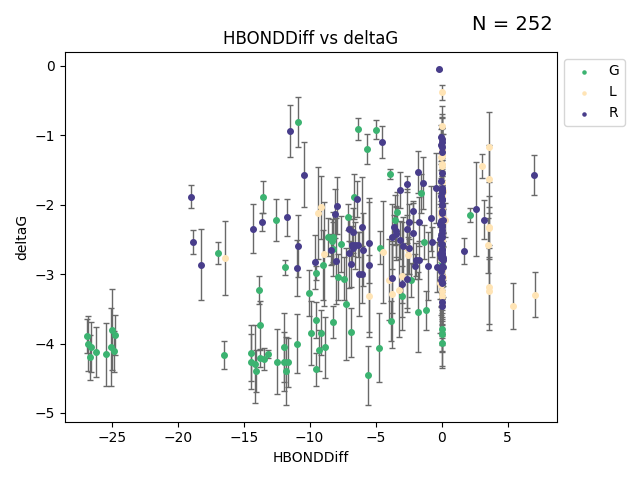 N = 252
HBONDDiff vs deltaG
G
L
R
deltaG
0
−1
−2
−3
−4
−5
−25
−20
−15
−10
−5
0
5
HBONDDiff